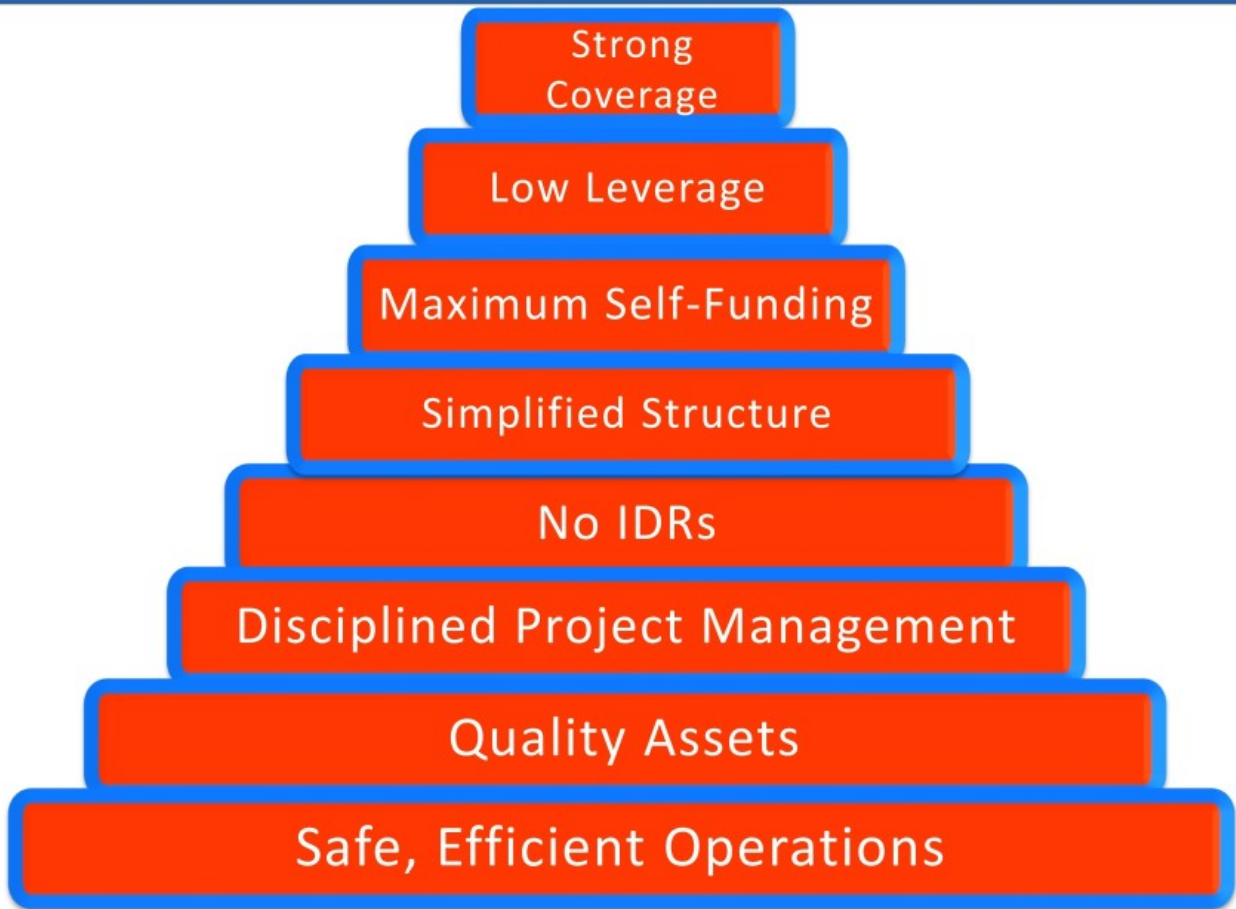 Strong
Coverage
Low Leverage
Maximum Self-Funding
Simplified Structure
No IDRs
Disciplined Project Management
Quality Assets
Safe, Efficient Operations